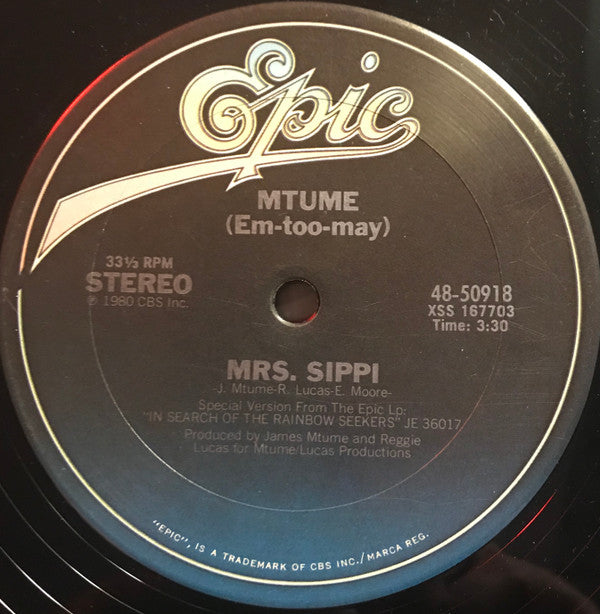 Epic
MTUME
(Em-too-may)
33⅓ RPM
STEREO
℗ 1980 CBS Inc.
48-50918
XSS 167703
Time: 3:30
MRS. SIPPI
-J. Mtume-R. Lucas-E. Moore-
Special Version From The Epic Lp:
"IN SEARCH OF THE RAINBOW SEEKERS" JE 36017
Produced by James Mtume and Reggie
Lucas for Mtume/Lucas Productions
"EPIC", IS A TRADEMARK OF CBS INC./MARCA REG.